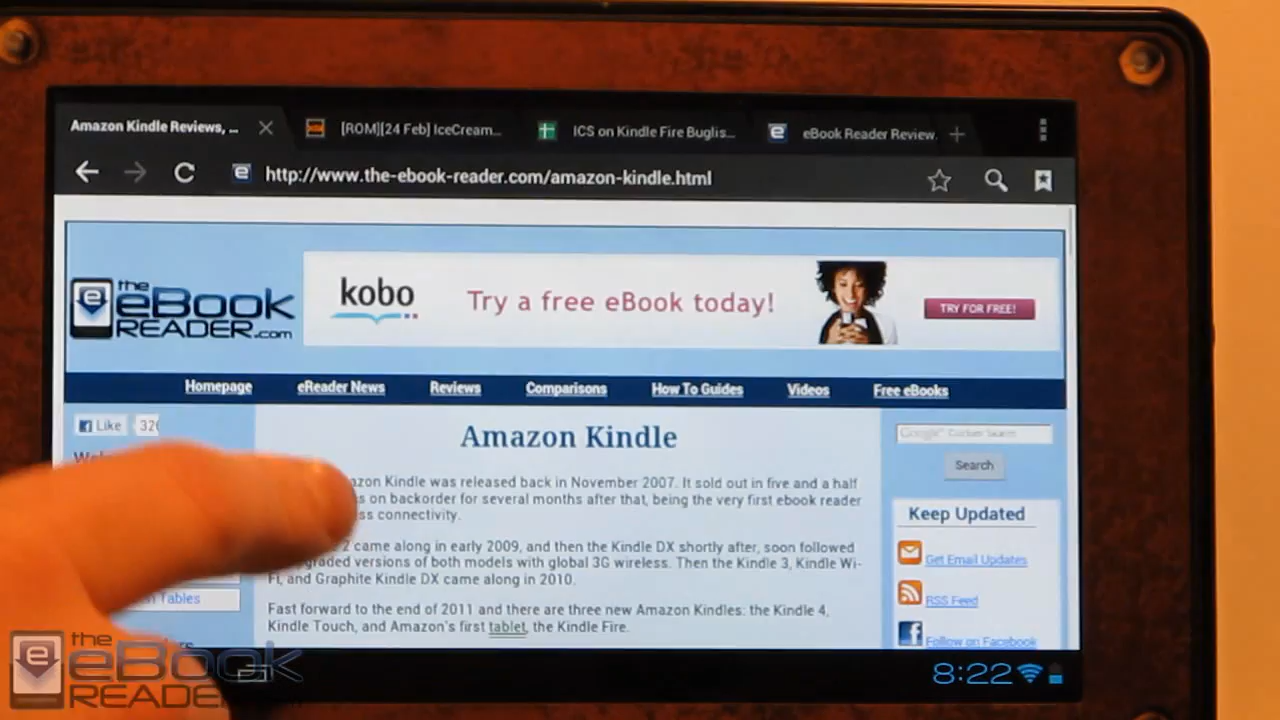 Amazon Kindle Reviews, ...
[ROM][24 Feb] IceCream...
ICS on Kindle Fire Buglis...
eBook Reader Review.
http://www.the-ebook-reader.com/amazon-kindle.html
the
eBook
READER.com
kobo
Try a free eBook today!
TRY FOR FREE!
Homepage
eReader News
Reviews
Comparisons
How To Guides
Videos
Free eBooks
Like
Amazon Kindle
Search
Kindle was released back in November 2007. It sold out in five and a half
on backorder for several months after that, being the very first ebook reader
connectivity.
2 came along in early 2009, and then the Kindle DX shortly after, soon followed
versions of both models with global 3G wireless. Then the Kindle 3, Kindle Wi-
Fi, and Graphite Kindle DX came along in 2010.
Fast forward to the end of 2011 and there are three new Amazon Kindles: the Kindle 4,
Kindle Touch, and Amazon's first tablet, the Kindle Fire.
Keep Updated
Get Email Updates
RSS Feed
Follow on Facebook
Tables
8:22
the
eBook
READER